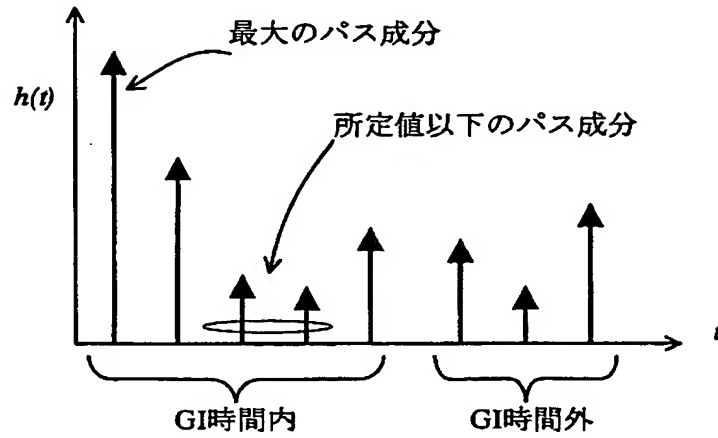 最大のパス成分
h(t)
所定値以下のパス成分
t
GI時間内
GI時間外